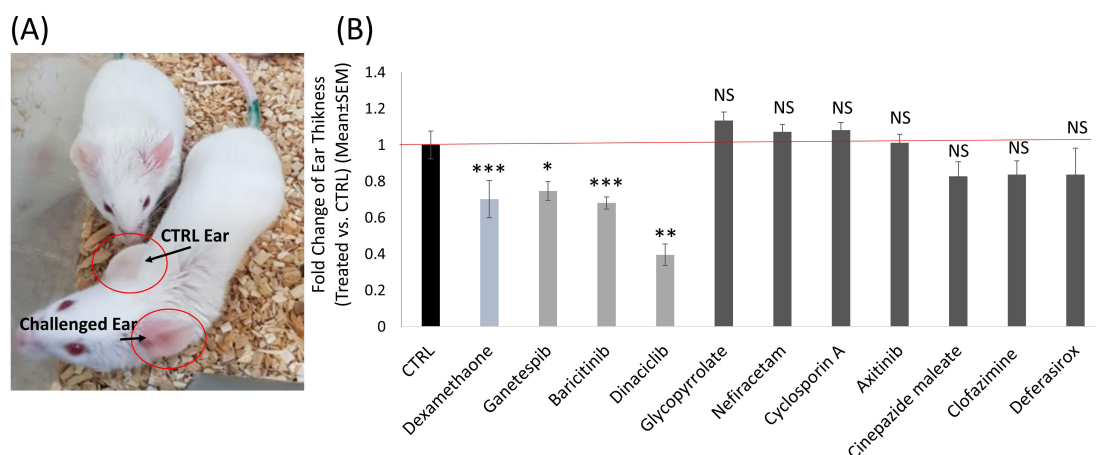 (A)
(B)
CTRL Ear
Challenged Ear
Fold Change of Ear Thikness
(Treated vs. CTRL) (Mean±SEM)
1.4
1.2
1
0.8
0.6
0.4
0.2
0
***
*
***
**
NS
NS
NS
NS
NS
NS
NS
CTRL
Dexamethaone
Ganetespib
Baricitinib
Dinaciclib
Glycopyrrolate
Nefiracetam
Cyclosporin A
Axitinib
Cinepazide maleate
Clofazimine
Deferasirox